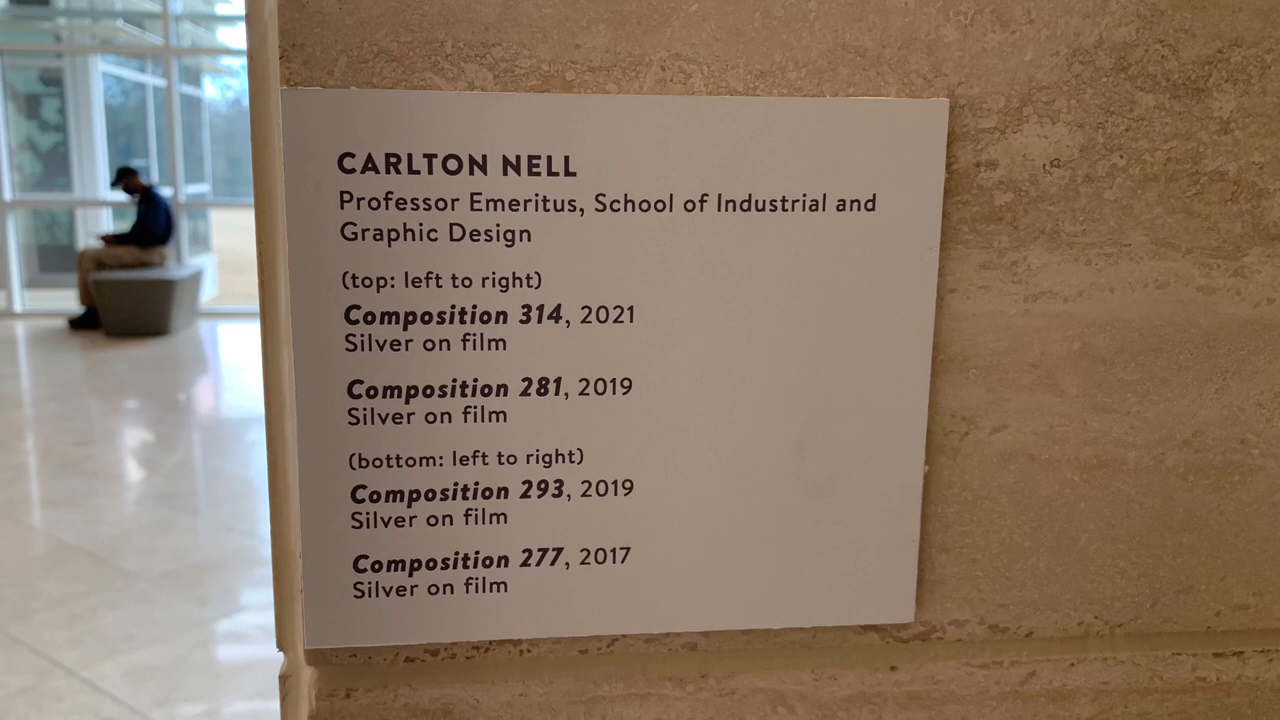 CARLTON NELL
Professor Emeritus, School of Industrial and
Graphic Design
(top: left to right)
Composition 314, 2021
Silver on film
Composition 281, 2019
Silver on film
(bottom: left to right)
Composition 293, 2019
Silver on film
Composition 277, 2017
Silver on film